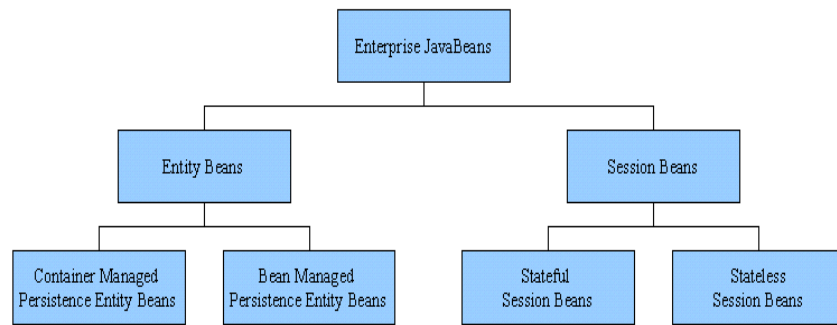 Enterprise JavaBeans
Entity Beans
Session Beans
Container Managed
Persistence Entity Beans
Bean Managed
Persistence Entity Beans
Stateful
Session Beans
Stateless
Session Beans